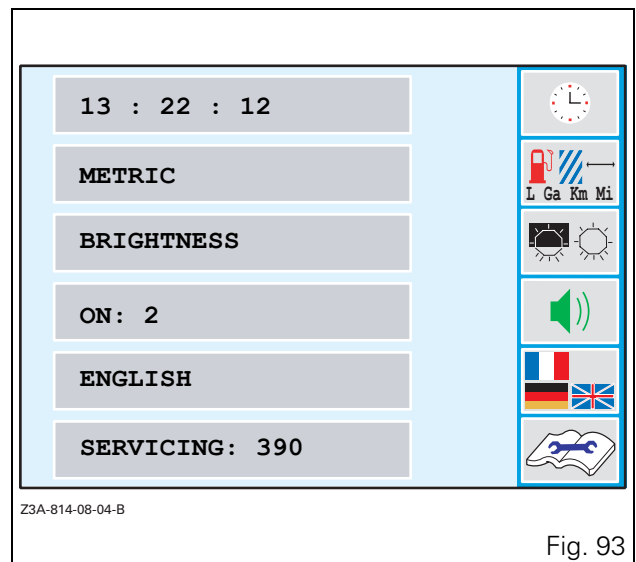 13 : 22 : 12
METRIC
L Ga Km Mi
BRIGHTNESS
ON: 2
ENGLISH
SERVICING: 390
Z3A-814-08-04-B
Fig. 93